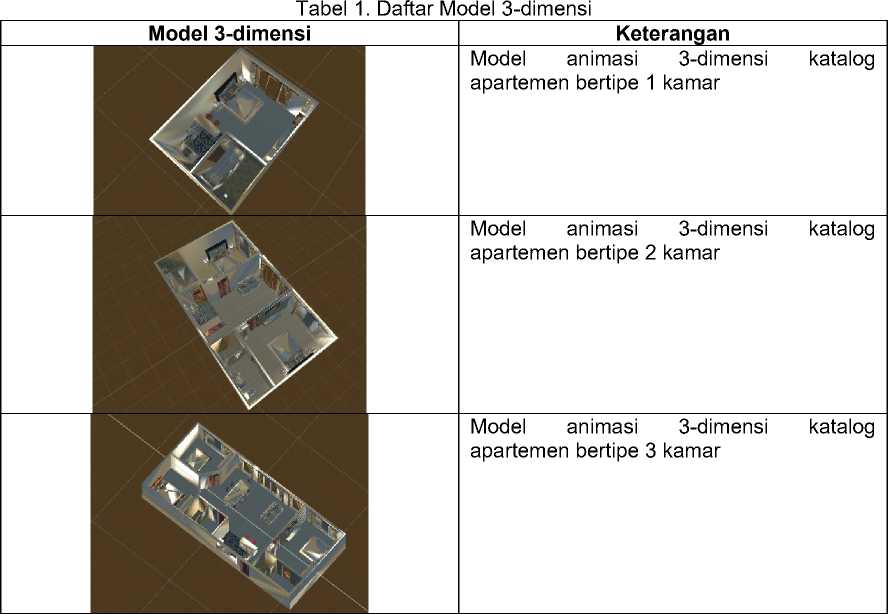 Tabel 1. Daftar Model 3-dimensi
Model 3-dimensi
Keterangan
Model animasi 3-dimensi katalog
apartemen bertipe 1 kamar
Model animasi 3-dimensi katalog
apartemen bertipe 2 kamar
Model animasi 3-dimensi katalog
apartemen bertipe 3 kamar